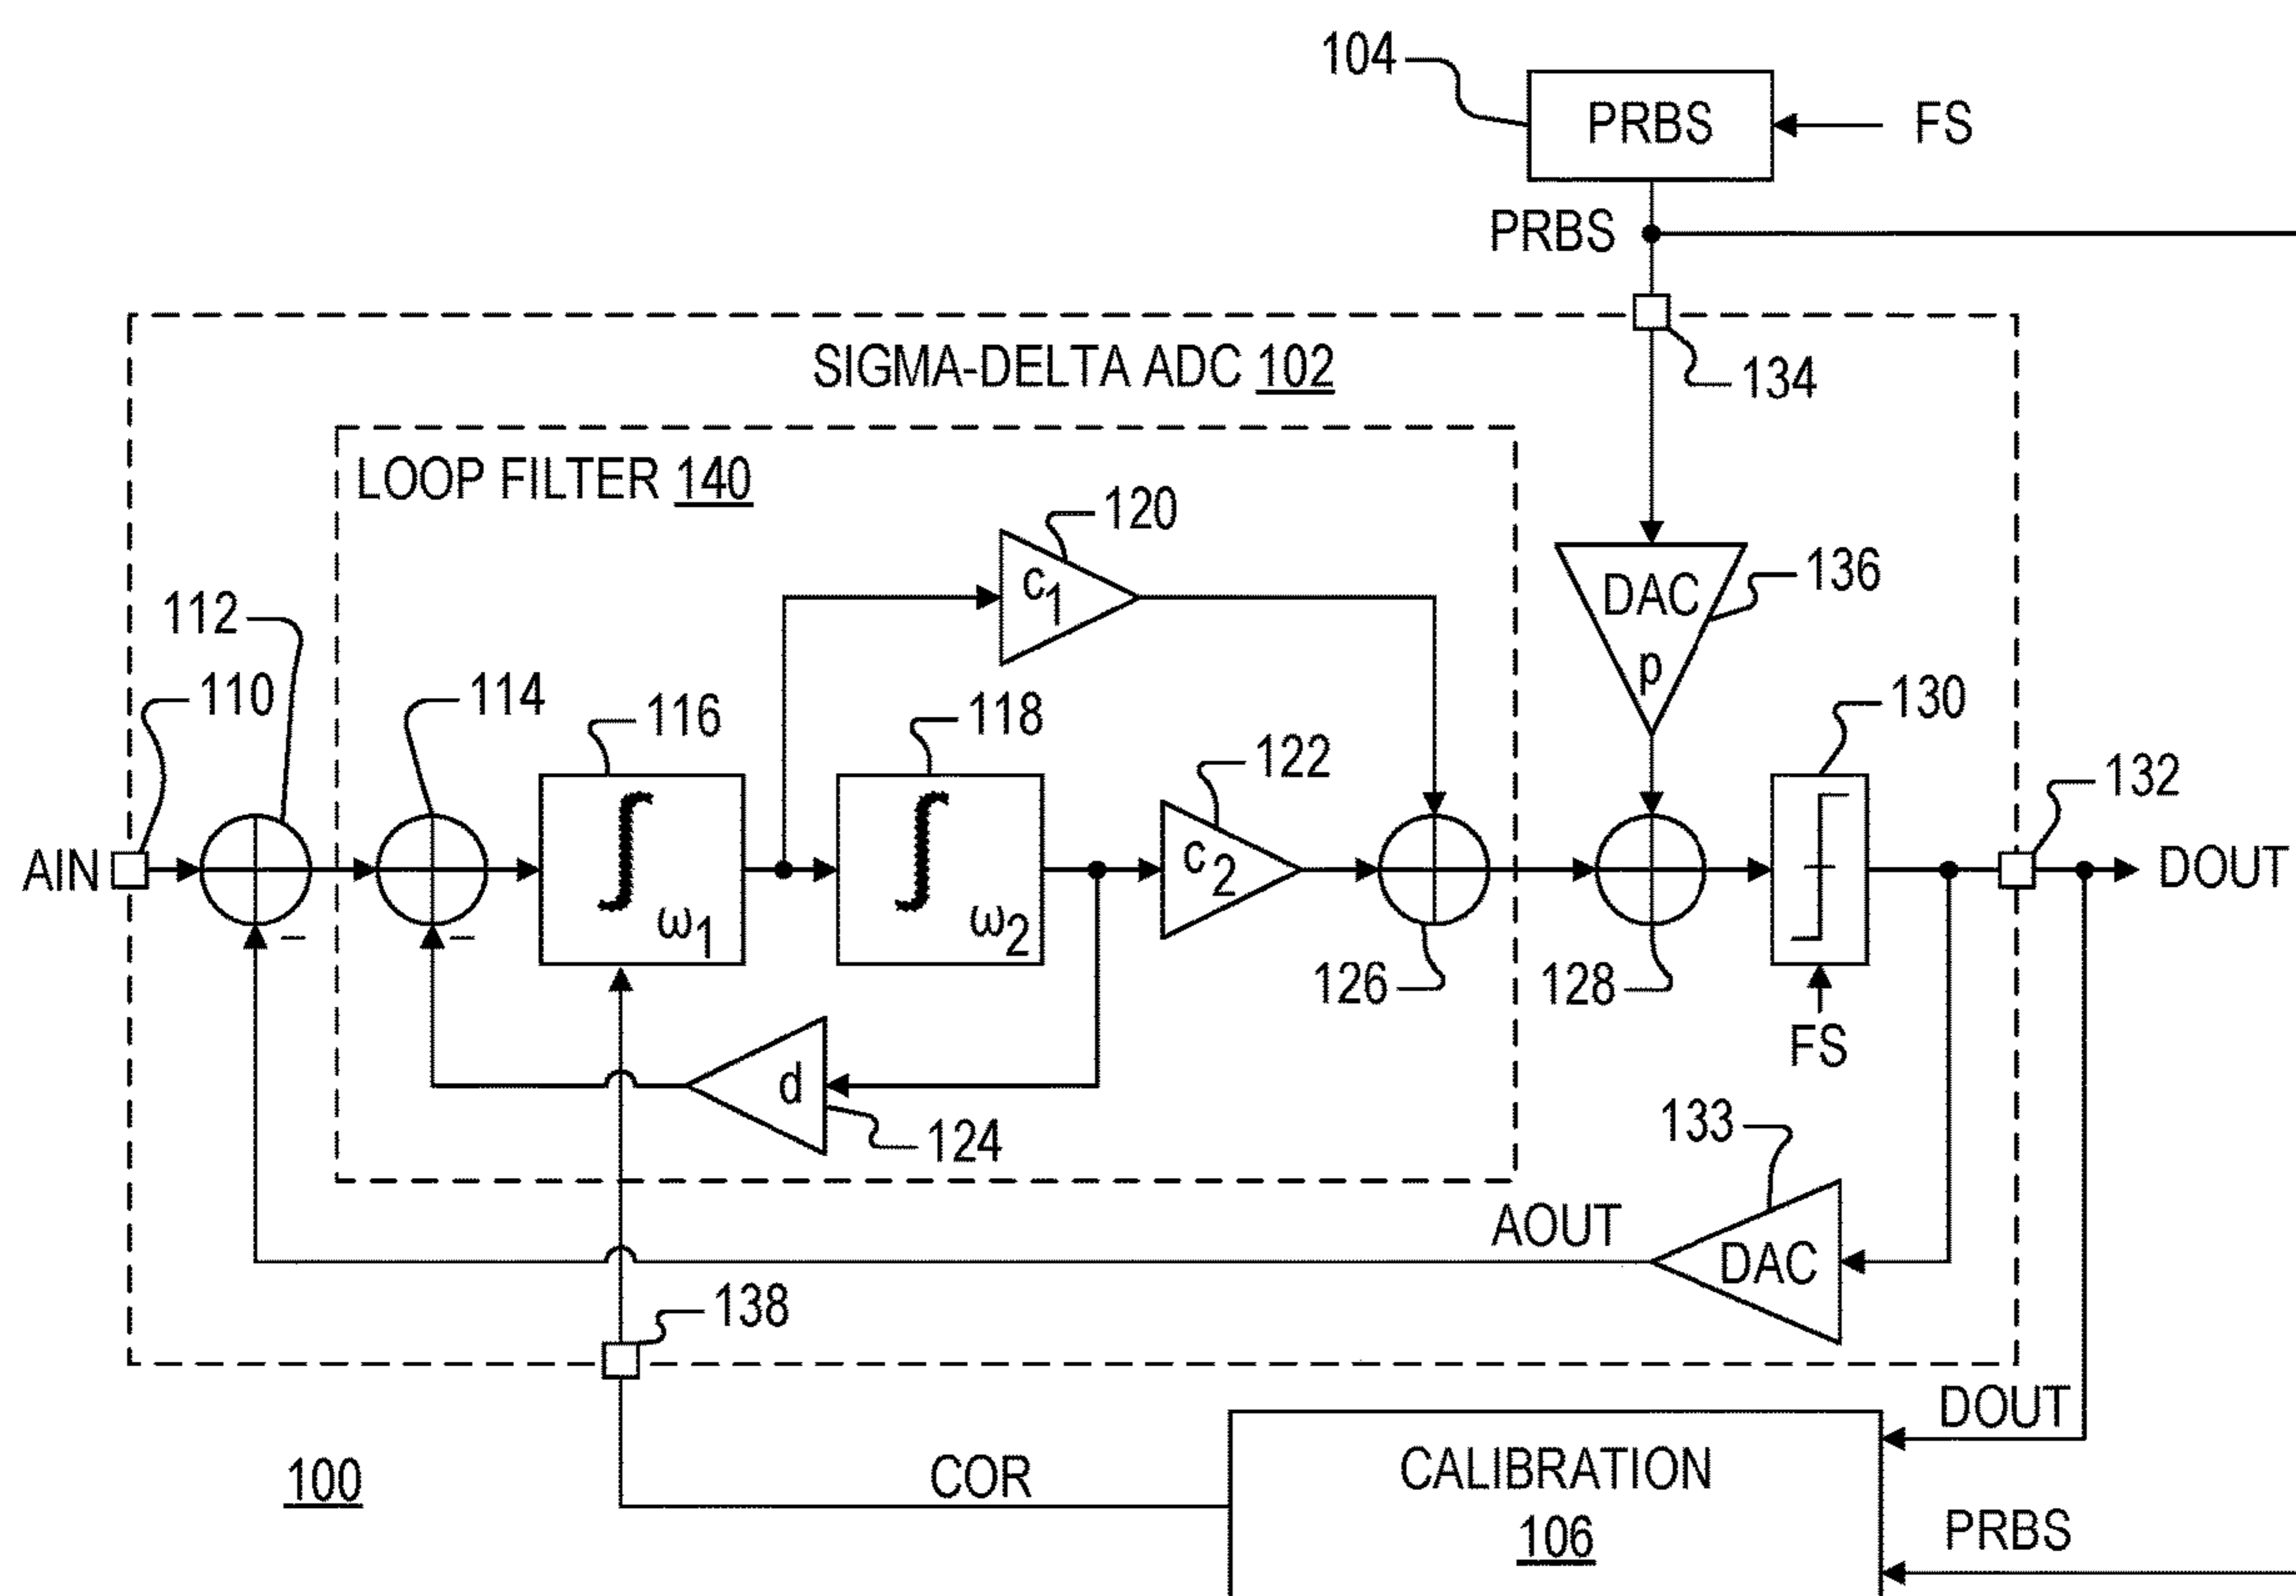 104
PRBS
FS
PRBS
134
SIGMA-DELTA ADC 102
LOOP FILTER 140
120
c1
DAC
p
136
112
110
114
116
118
122
130
132
AIN
ω1
ω2
c2
DOUT
–
–
126
128
FS
d
124
133
AOUT
DAC
138
DOUT
COR
CALIBRATION
106
PRBS
100